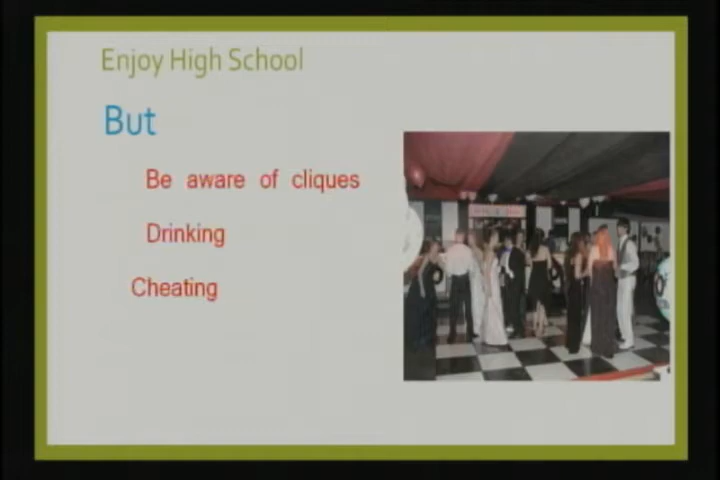 Enjoy High School
But
Be aware of cliques
Drinking
Cheating